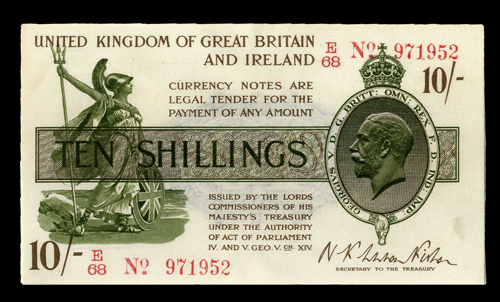 UNITED KINGDOM OF GREAT BRITAIN
AND IRELAND
E/68 No 971952
10/-
CURRENCY NOTES ARE
LEGAL TENDER FOR THE
PAYMENT OF ANY AMOUNT
GEORGIVS V D. G. BRITT: OMN: REX F. D. IND: IMP:
TEN SHILLINGS
ISSUED BY THE LORDS
COMMISSIONERS OF HIS
MAJESTY'S TREASURY
UNDER THE AUTHORITY
OF ACT OF PARLIAMENT
IV. AND V. GEO. V. CH. XIV.
10/-
E/68 No 971952
SECRETARY TO THE TREASURY